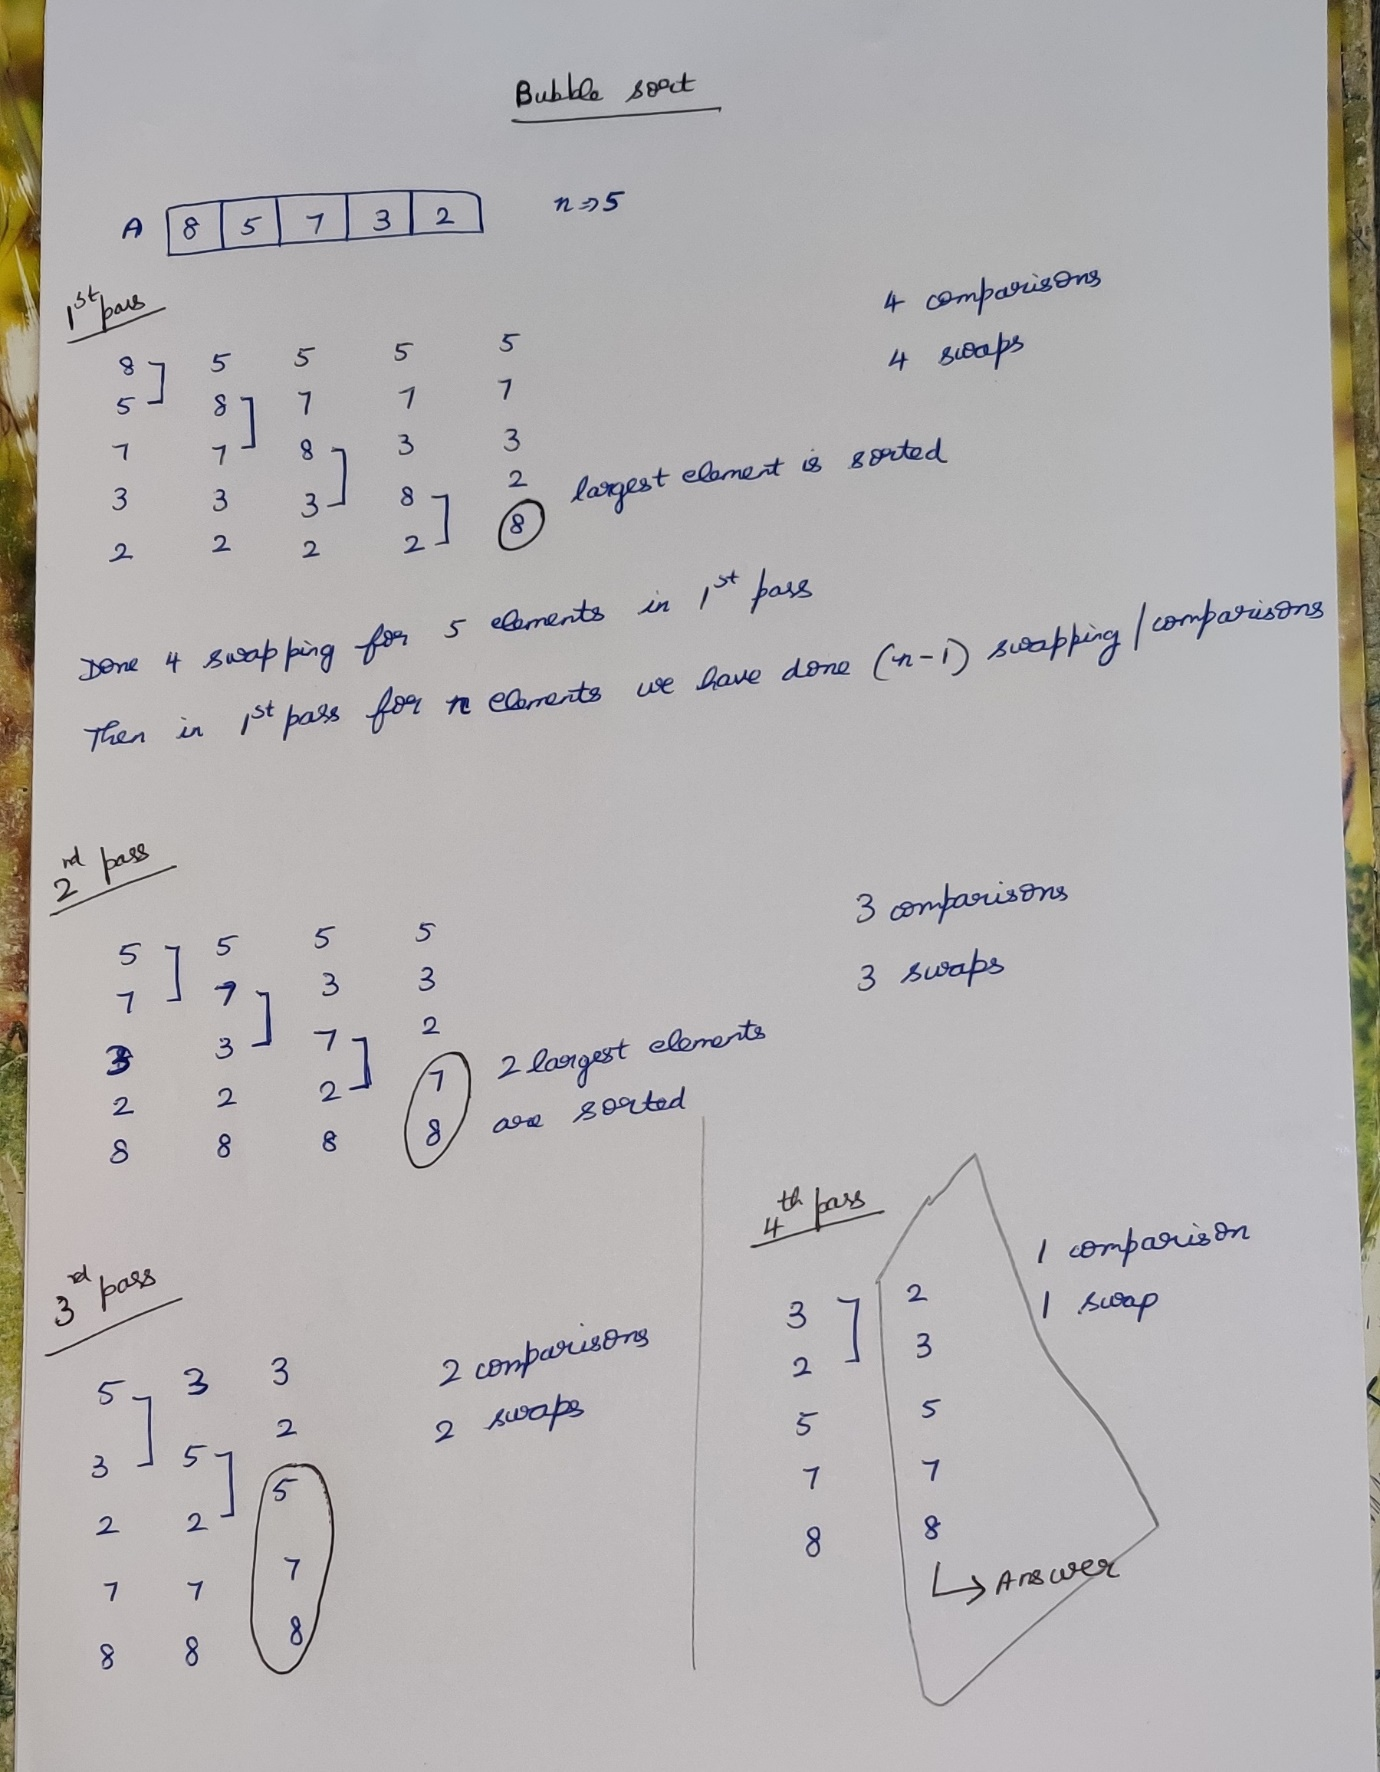 Bubble sort
A 8 5 7 3 2 n⇒5
1st pass
4 comparisons
4 swaps
8 5 5 5 5
5 8 7 7 7
7 7 8 3 3
3 3 3 8 2
2 2 2 2 8 largest element is sorted
Done 4 swapping for 5 elements in 1st pass
Then in 1st pass for n elements we have done (n-1) swapping/comparisons
2nd pass
3 comparisons
3 swaps
5 5 5 5
7 7 3 3
3 3 7 2
2 2 2 7 2 largest elements
8 8 8 8 are sorted
3rd pass
2 comparisons
2 swaps
5 3 3
3 5 2
2 2 5
7 7 7
8 8 8
4th pass
1 comparison
1 swap
3 2
2 3
5 5
7 7
8 8
↳ Answer